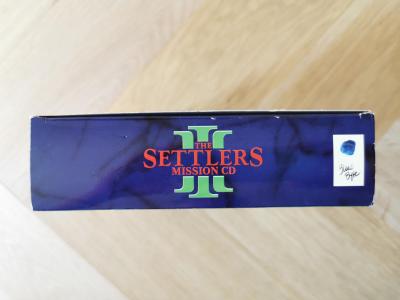 THE
SETTLERS
MISSION CD
III
Blue
Byte